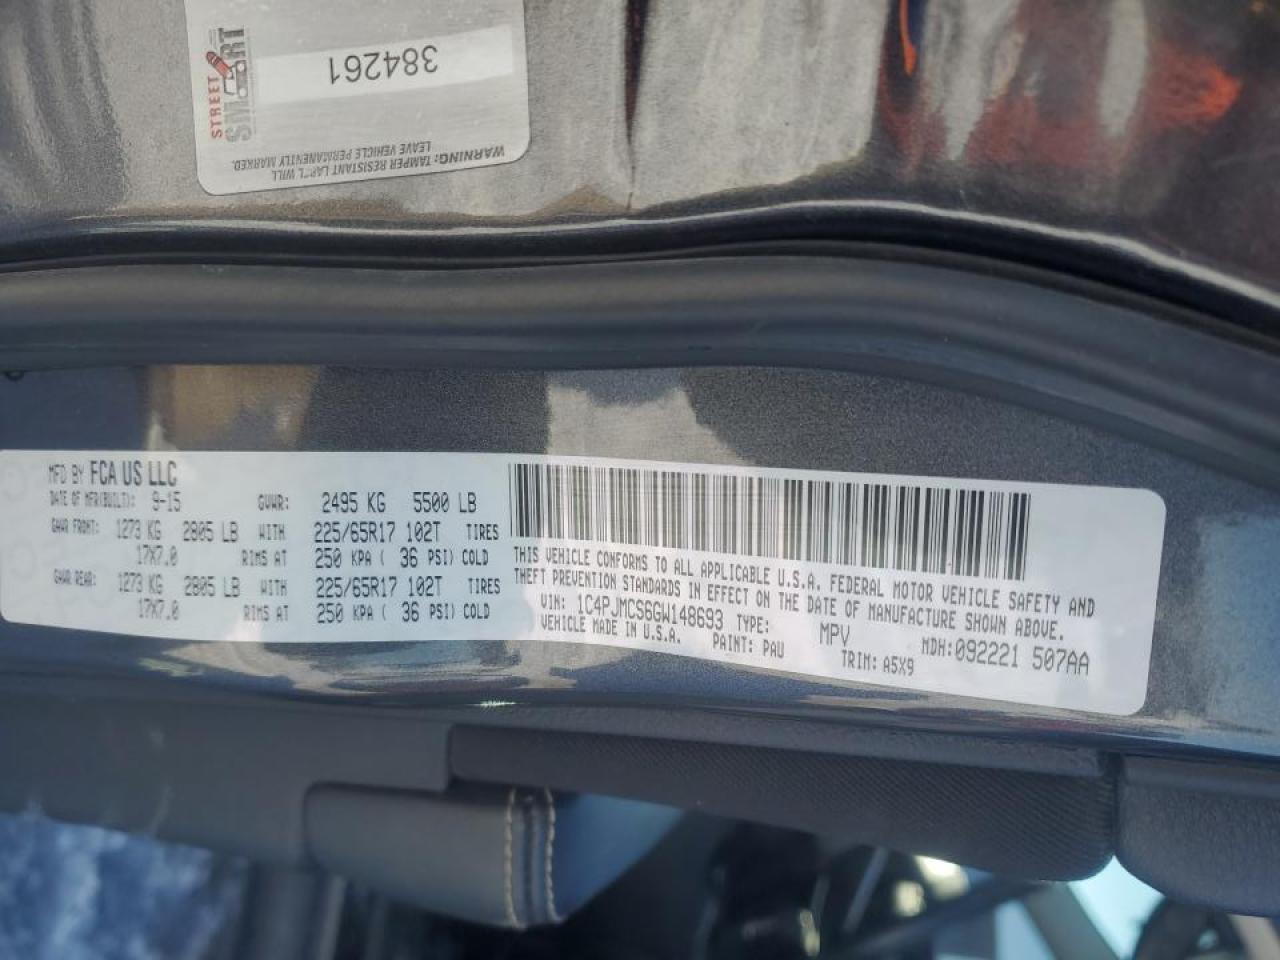 STREET
SMART
384261
WARNING: TAMPER RESISTANT LABEL WILL
LEAVE VEHICLE PERMANENTLY MARKED.
MFD BY FCA US LLC
DATE OF MFR(BUILT): 9-15 GVWR: 2495 KG 5500 LB
GAWR FRONT: 1273 KG 2805 LB WITH 225/65R17 102T TIRES
17X7.0 RIMS AT 250 KPA ( 36 PSI) COLD
GAWR REAR: 1273 KG 2805 LB WITH 225/65R17 102T TIRES
17X7.0 RIMS AT 250 KPA ( 36 PSI) COLD
THIS VEHICLE CONFORMS TO ALL APPLICABLE U.S.A. FEDERAL MOTOR VEHICLE SAFETY AND
THEFT PREVENTION STANDARDS IN EFFECT ON THE DATE OF MANUFACTURE SHOWN ABOVE.
VIN: 1C4PJMCS6GW148693 TYPE: MPV MDH:092221 507AA
VEHICLE MADE IN U.S.A. PAINT: PAU TRIM: A5X9